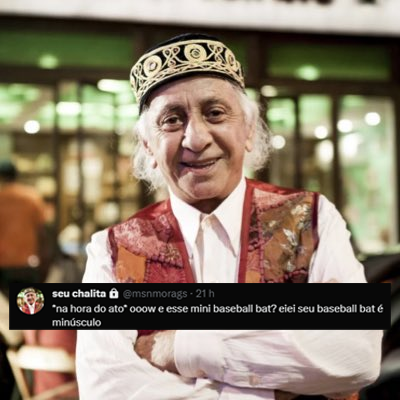 seu chalita 🔒 @msnmorags · 21 h
*na hora do ato* ooow e esse mini baseball bat? eiei seu baseball bat é
minúsculo